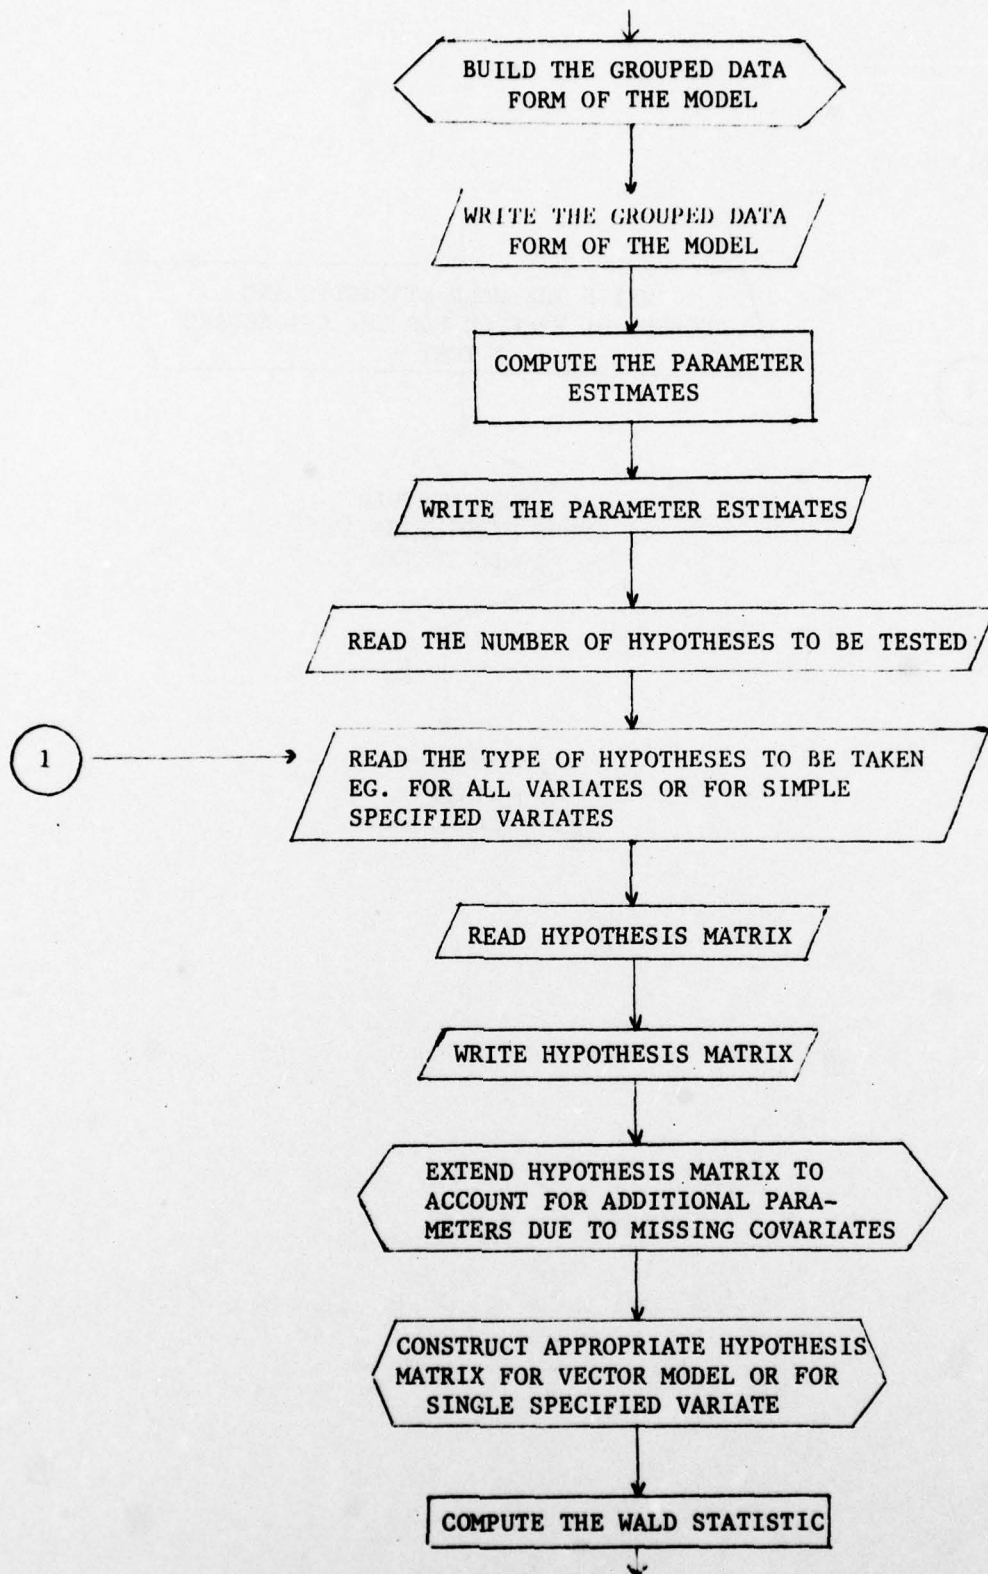 BUILD THE GROUPED DATA
FORM OF THE MODEL
WRITE THE GROUPED DATA
FORM OF THE MODEL
COMPUTE THE PARAMETER
ESTIMATES
WRITE THE PARAMETER ESTIMATES
READ THE NUMBER OF HYPOTHESES TO BE TESTED
1
READ THE TYPE OF HYPOTHESES TO BE TAKEN
EG. FOR ALL VARIATES OR FOR SIMPLE
SPECIFIED VARIATES
READ HYPOTHESIS MATRIX
WRITE HYPOTHESIS MATRIX
EXTEND HYPOTHESIS MATRIX TO
ACCOUNT FOR ADDITIONAL PARA-
METERS DUE TO MISSING COVARIATES
CONSTRUCT APPROPRIATE HYPOTHESIS
MATRIX FOR VECTOR MODEL OR FOR
SINGLE SPECIFIED VARIATE
COMPUTE THE WALD STATISTIC